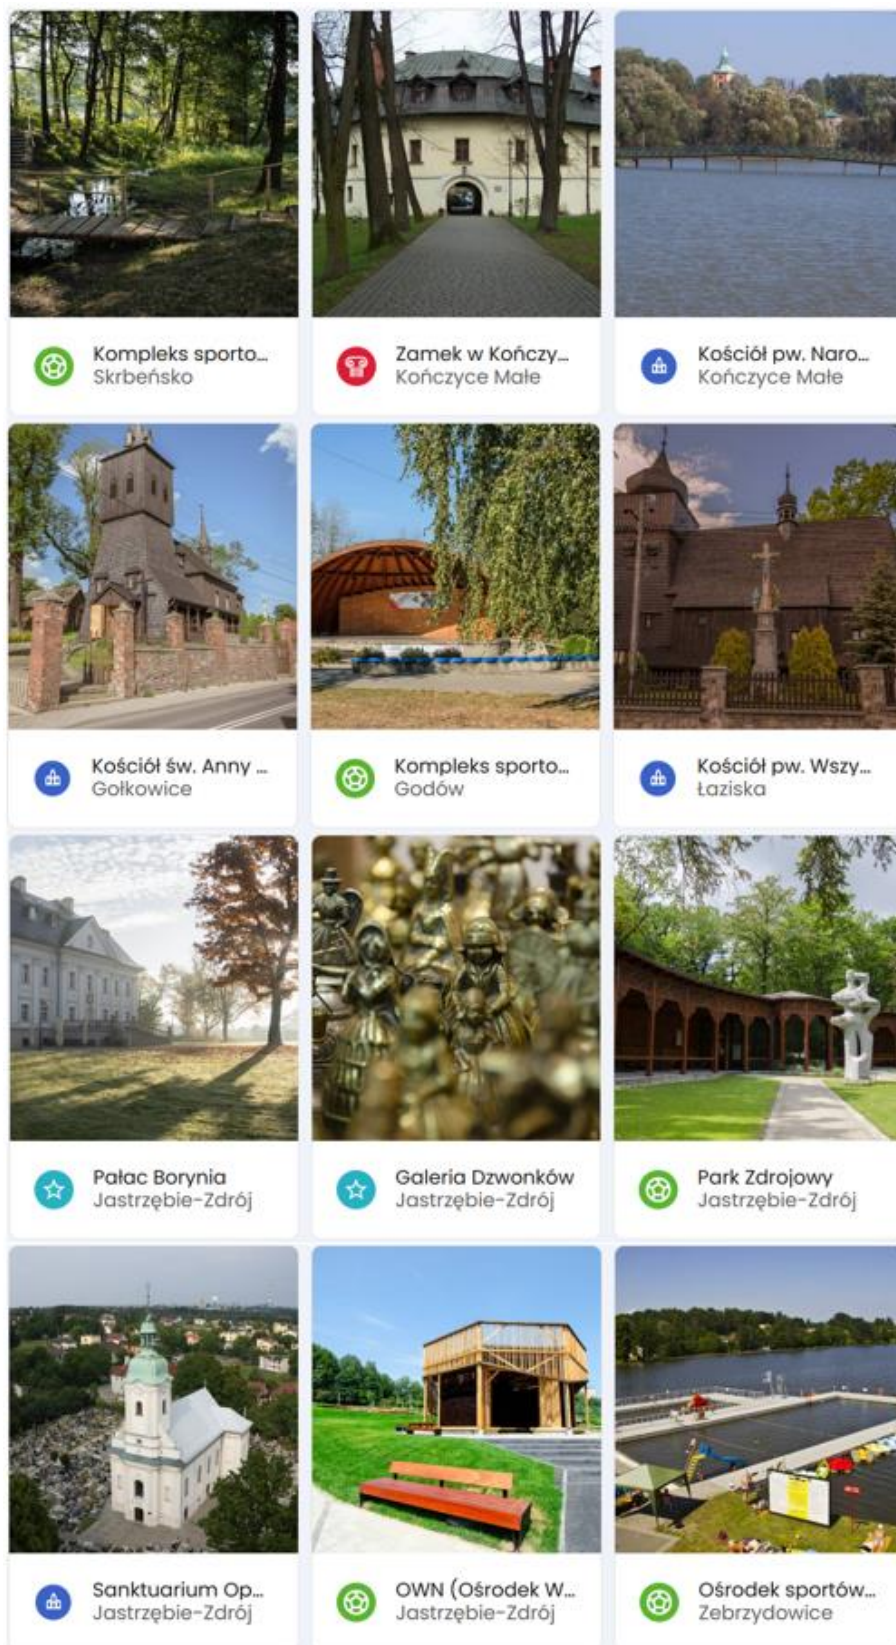 Kompleks sporto...
Skrbeńsko
Zamek w Kończy...
Kończyce Małe
Kościół pw. Naro...
Kończyce Małe
Kościół św. Anny ...
Gołkowice
Kompleks sporto...
Godów
Kościół pw. Wszy...
Łaziska
Pałac Borynia
Jastrzębie-Zdrój
Galeria Dzwonków
Jastrzębie-Zdrój
Park Zdrojowy
Jastrzębie-Zdrój
Sanktuarium Op...
Jastrzębie-Zdrój
OWN (Ośrodek W...
Jastrzębie-Zdrój
Ośrodek sportów...
Zebrzydowice